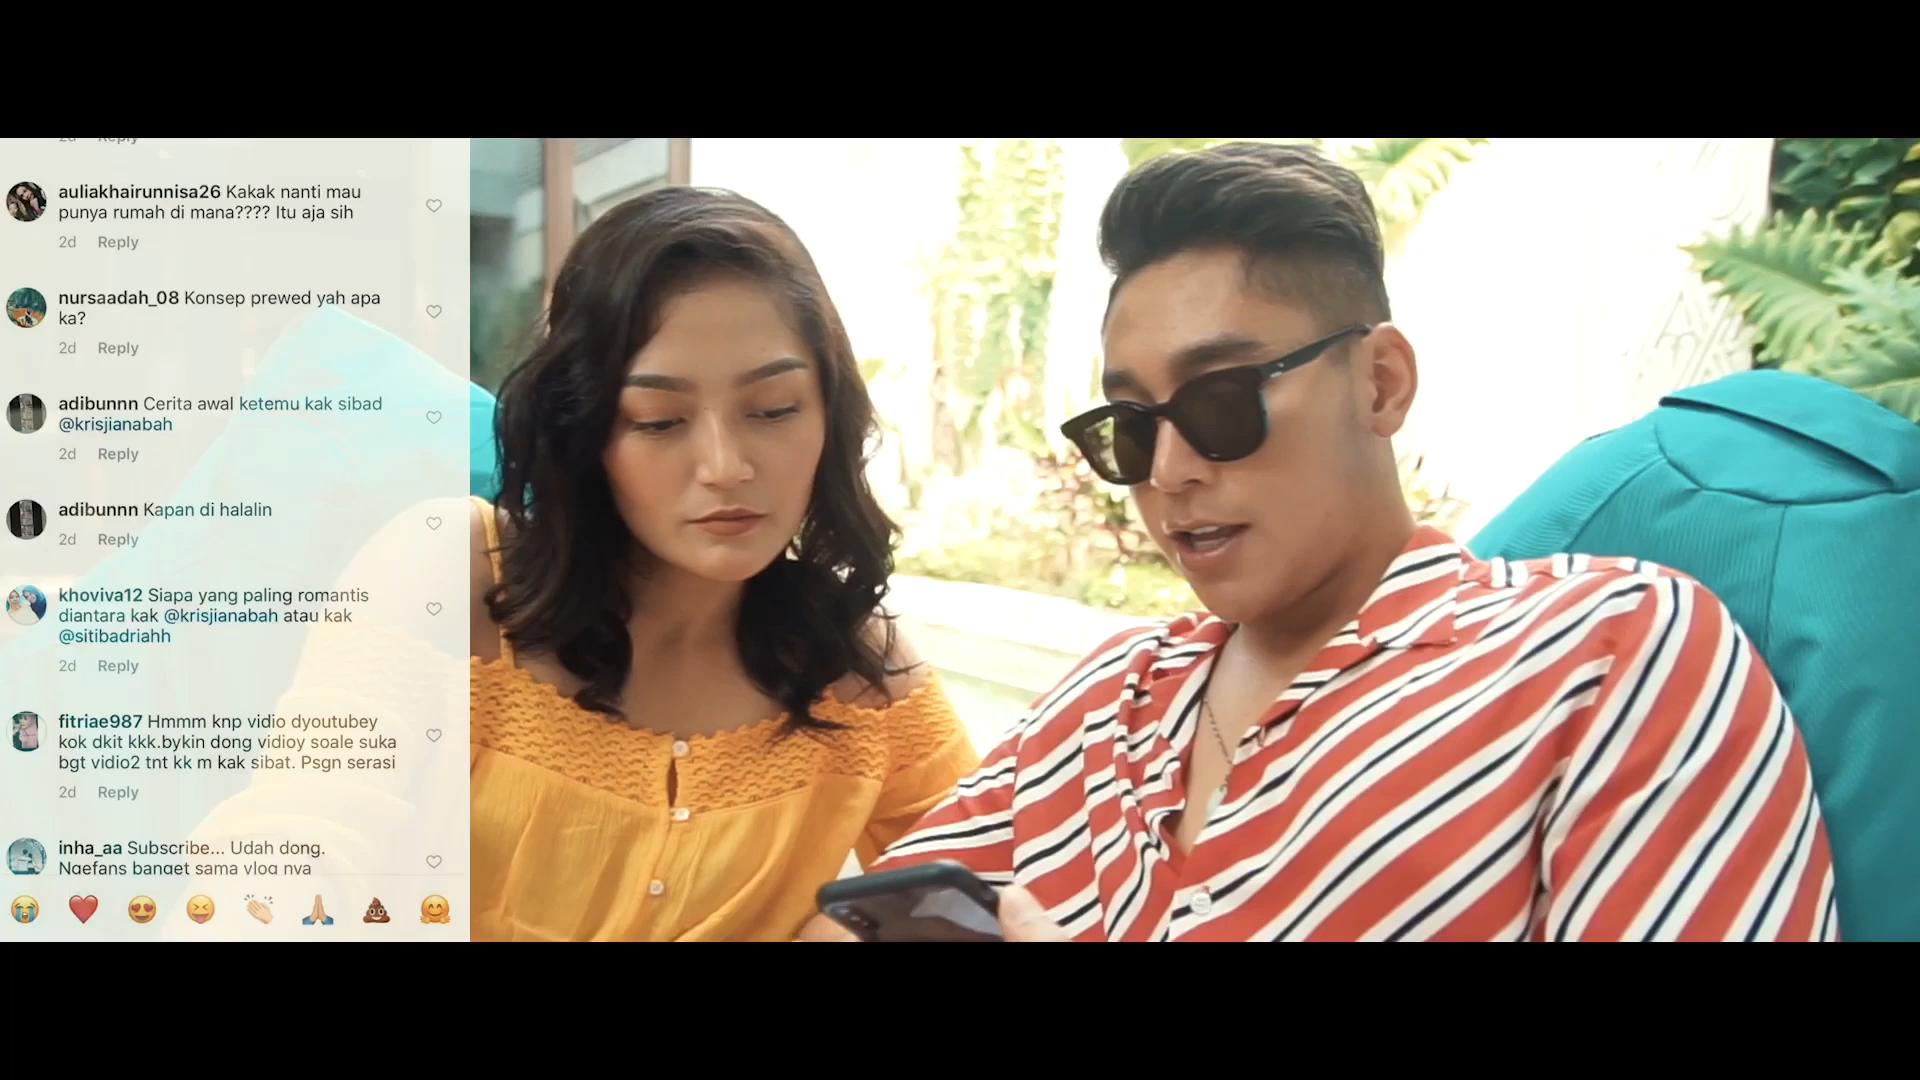 2d Reply
auliakhairunnisa26 Kakak nanti mau
punya rumah di mana???? Itu aja sih
2d Reply
nursaadah_08 Konsep prewed yah apa
ka?
2d Reply
adibunnn Cerita awal ketemu kak sibad
@krisjianabah
2d Reply
adibunnn Kapan di halalin
2d Reply
khoviva12 Siapa yang paling romantis
diantara kak @krisjianabah atau kak
@sitibadriahh
2d Reply
fitriae987 Hmmm knp vidio dyoutubey
kok dkit kkk.bykin dong vidioy soale suka
bgt vidio2 tnt kk m kak sibat. Psgn serasi
2d Reply
inha_aa Subscribe... Udah dong.
Ngefans banget sama vlog nya